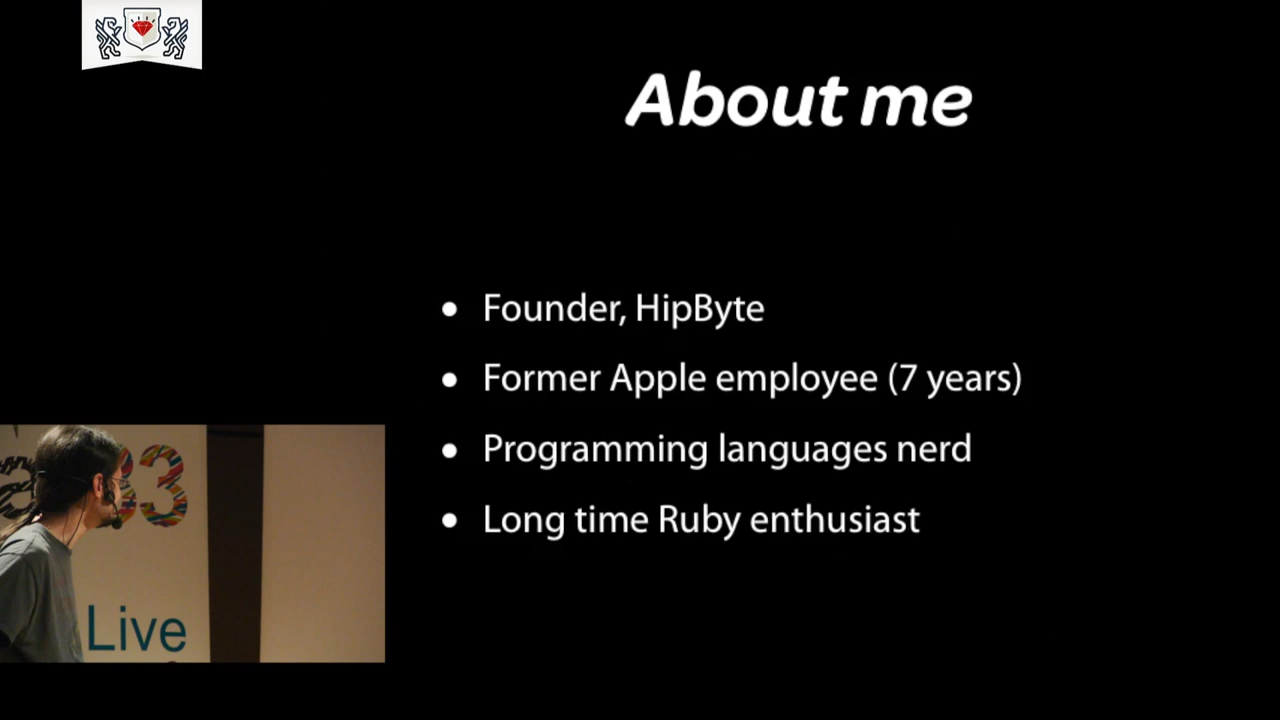 About me
• Founder, HipByte
• Former Apple employee (7 years)
• Programming languages nerd
• Long time Ruby enthusiast
Live